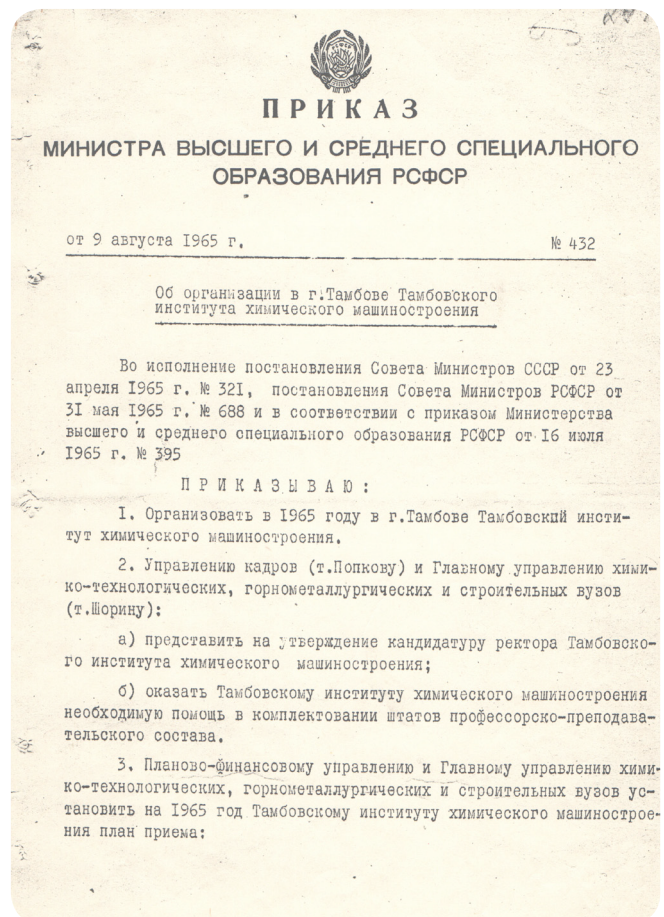 ПРИКАЗ
МИНИСТРА ВЫСШЕГО И СРЕДНЕГО СПЕЦИАЛЬНОГО
ОБРАЗОВАНИЯ РСФСР
от 9 августа 1965 г. № 432
Об организации в г.Тамбове Тамбовского
института химического машиностроения
Во исполнение постановления Совета Министров СССР от 23
апреля 1965 г. № 321, постановления Совета Министров РСФСР от
31 мая 1965 г. № 688 и в соответствии с приказом Министерства
высшего и среднего специального образования РСФСР от 16 июля
1965 г. № 395
ПРИКАЗЫВАЮ:
1. Организовать в 1965 году в г.Тамбове Тамбовский инсти-
тут химического машиностроения.
2. Управлению кадров (т.Попкову) и Главному управлению хими-
ко-технологических, горнометаллургических и строительных вузов
(т.Шорину):
а) представить на утверждение кандидатуру ректора Тамбовско-
го института химического машиностроения;
б) оказать Тамбовскому институту химического машиностроения
необходимую помощь в комплектовании штатов профессорско-преподава-
тельского состава.
3. Планово-финансовому управлению и Главному управлению хими-
ко-технологических, горнометаллургических и строительных вузов ус-
тановить на 1965 год Тамбовскому институту химического машинострое-
ния план приема: